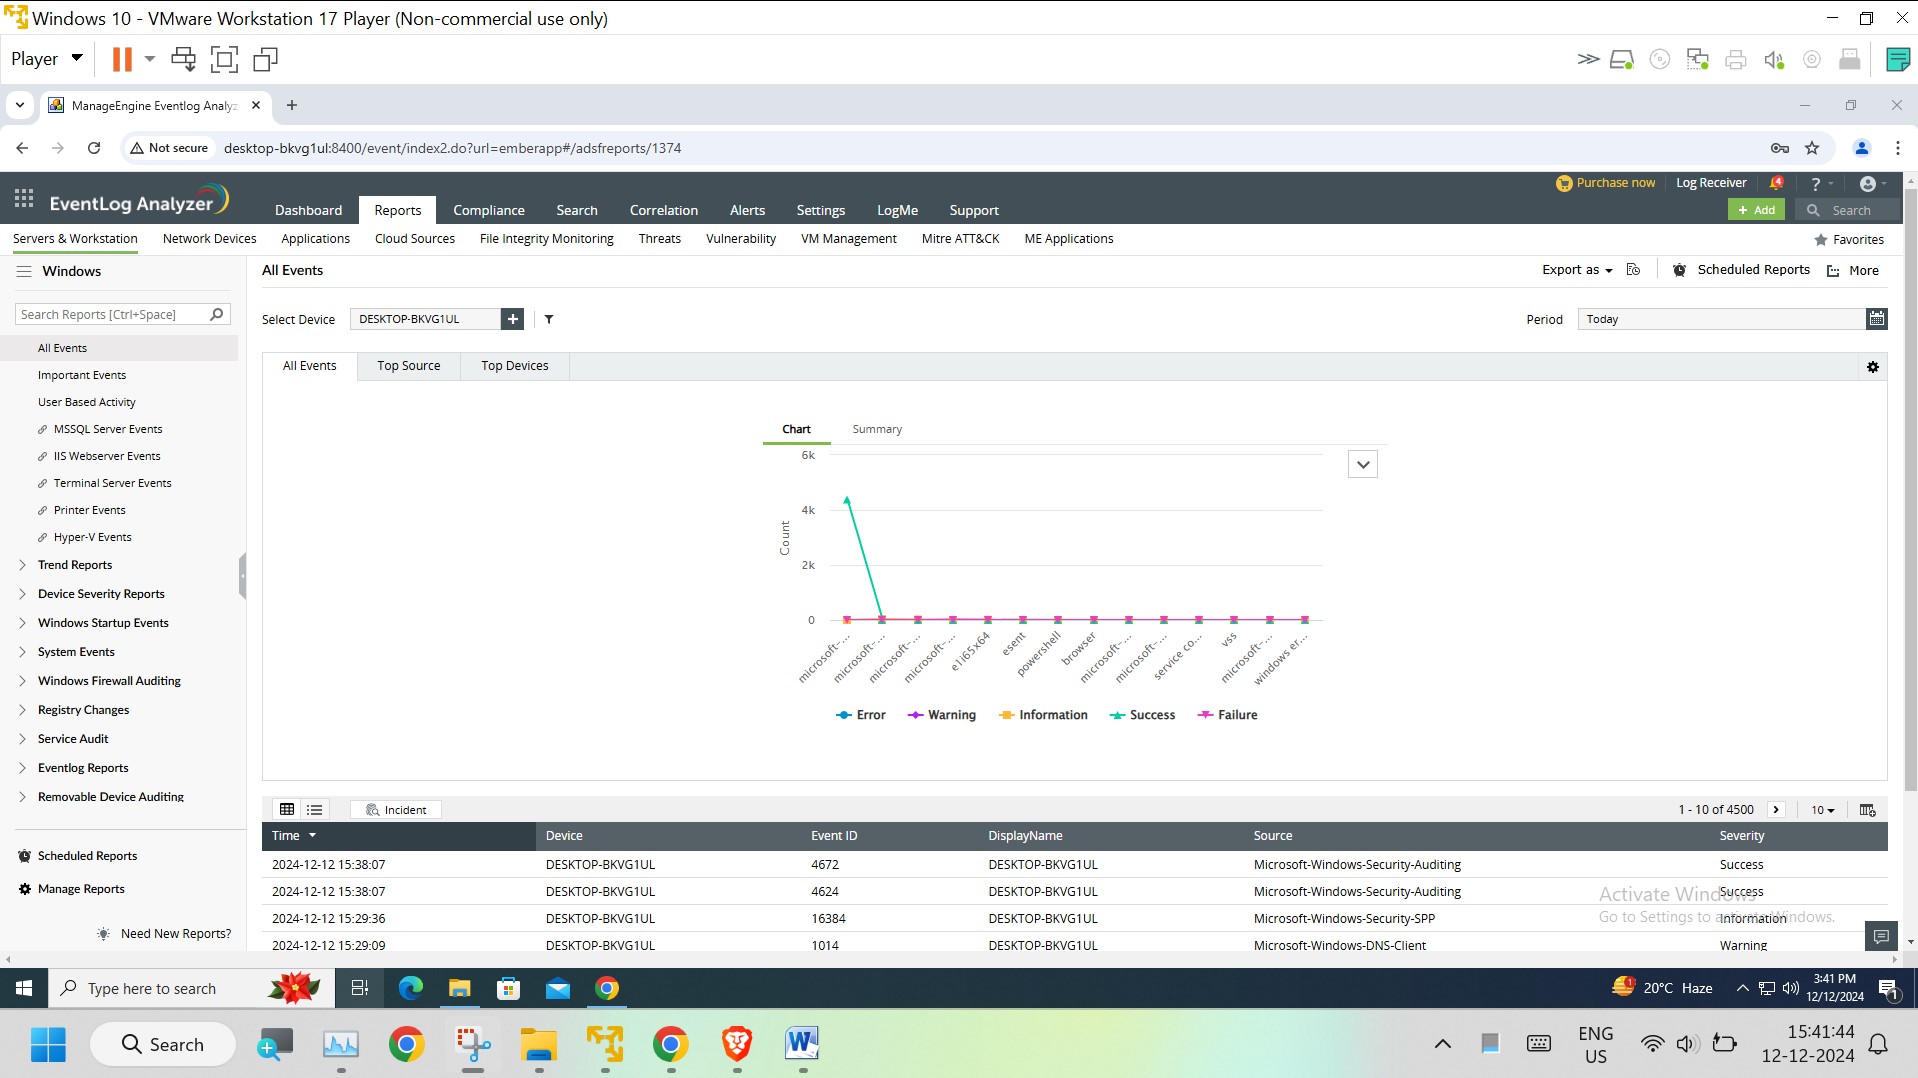 Windows 10 - VMware Workstation 17 Player (Non-commercial use only)
Player
ManageEngine Eventlog Analyz
Not secure desktop-bkvg1ul:8400/event/index2.do?url=emberapp#/adsfreports/1374
Purchase now Log Receiver 4 ?
EventLog Analyzer
Dashboard Reports Compliance Search Correlation Alerts Settings LogMe Support
+ Add Search
Servers & Workstation Network Devices Applications Cloud Sources File Integrity Monitoring Threats Vulnerability VM Management Mitre ATT&CK ME Applications Favorites
Windows
All Events
Export as Scheduled Reports More
Search Reports [Ctrl+Space]
Select Device DESKTOP-BKVG1UL +
Period Today
All Events
Important Events
User Based Activity
MSSQL Server Events
IIS Webserver Events
Terminal Server Events
Printer Events
Hyper-V Events
Trend Reports
Device Severity Reports
Windows Startup Events
System Events
Windows Firewall Auditing
Registry Changes
Service Audit
Eventlog Reports
Removable Device Auditing
Scheduled Reports
Manage Reports
Need New Reports?
All Events Top Source Top Devices
Chart Summary
6k
4k
2k
0
Count
microsoft-...
microsoft-...
microsoft-...
microsoft-...
e1i65x64
esent
powershell
browser
microsoft-...
microsoft-...
service co...
vss
microsoft-...
windows er...
Error Warning Information Success Failure
Incident
1 - 10 of 4500 10
Time Device Event ID DisplayName Source Severity
2024-12-12 15:38:07 DESKTOP-BKVG1UL 4672 DESKTOP-BKVG1UL Microsoft-Windows-Security-Auditing Success
2024-12-12 15:38:07 DESKTOP-BKVG1UL 4624 DESKTOP-BKVG1UL Microsoft-Windows-Security-Auditing Success
2024-12-12 15:29:36 DESKTOP-BKVG1UL 16384 DESKTOP-BKVG1UL Microsoft-Windows-Security-SPP Information
2024-12-12 15:29:09 DESKTOP-BKVG1UL 1014 DESKTOP-BKVG1UL Microsoft-Windows-DNS-Client Warning
Activate Windows
Go to Settings to activate Windows.
Type here to search
1 20°C Haze
3:41 PM
12/12/2024
1
Search
ENG
US
15:41:44
12-12-2024